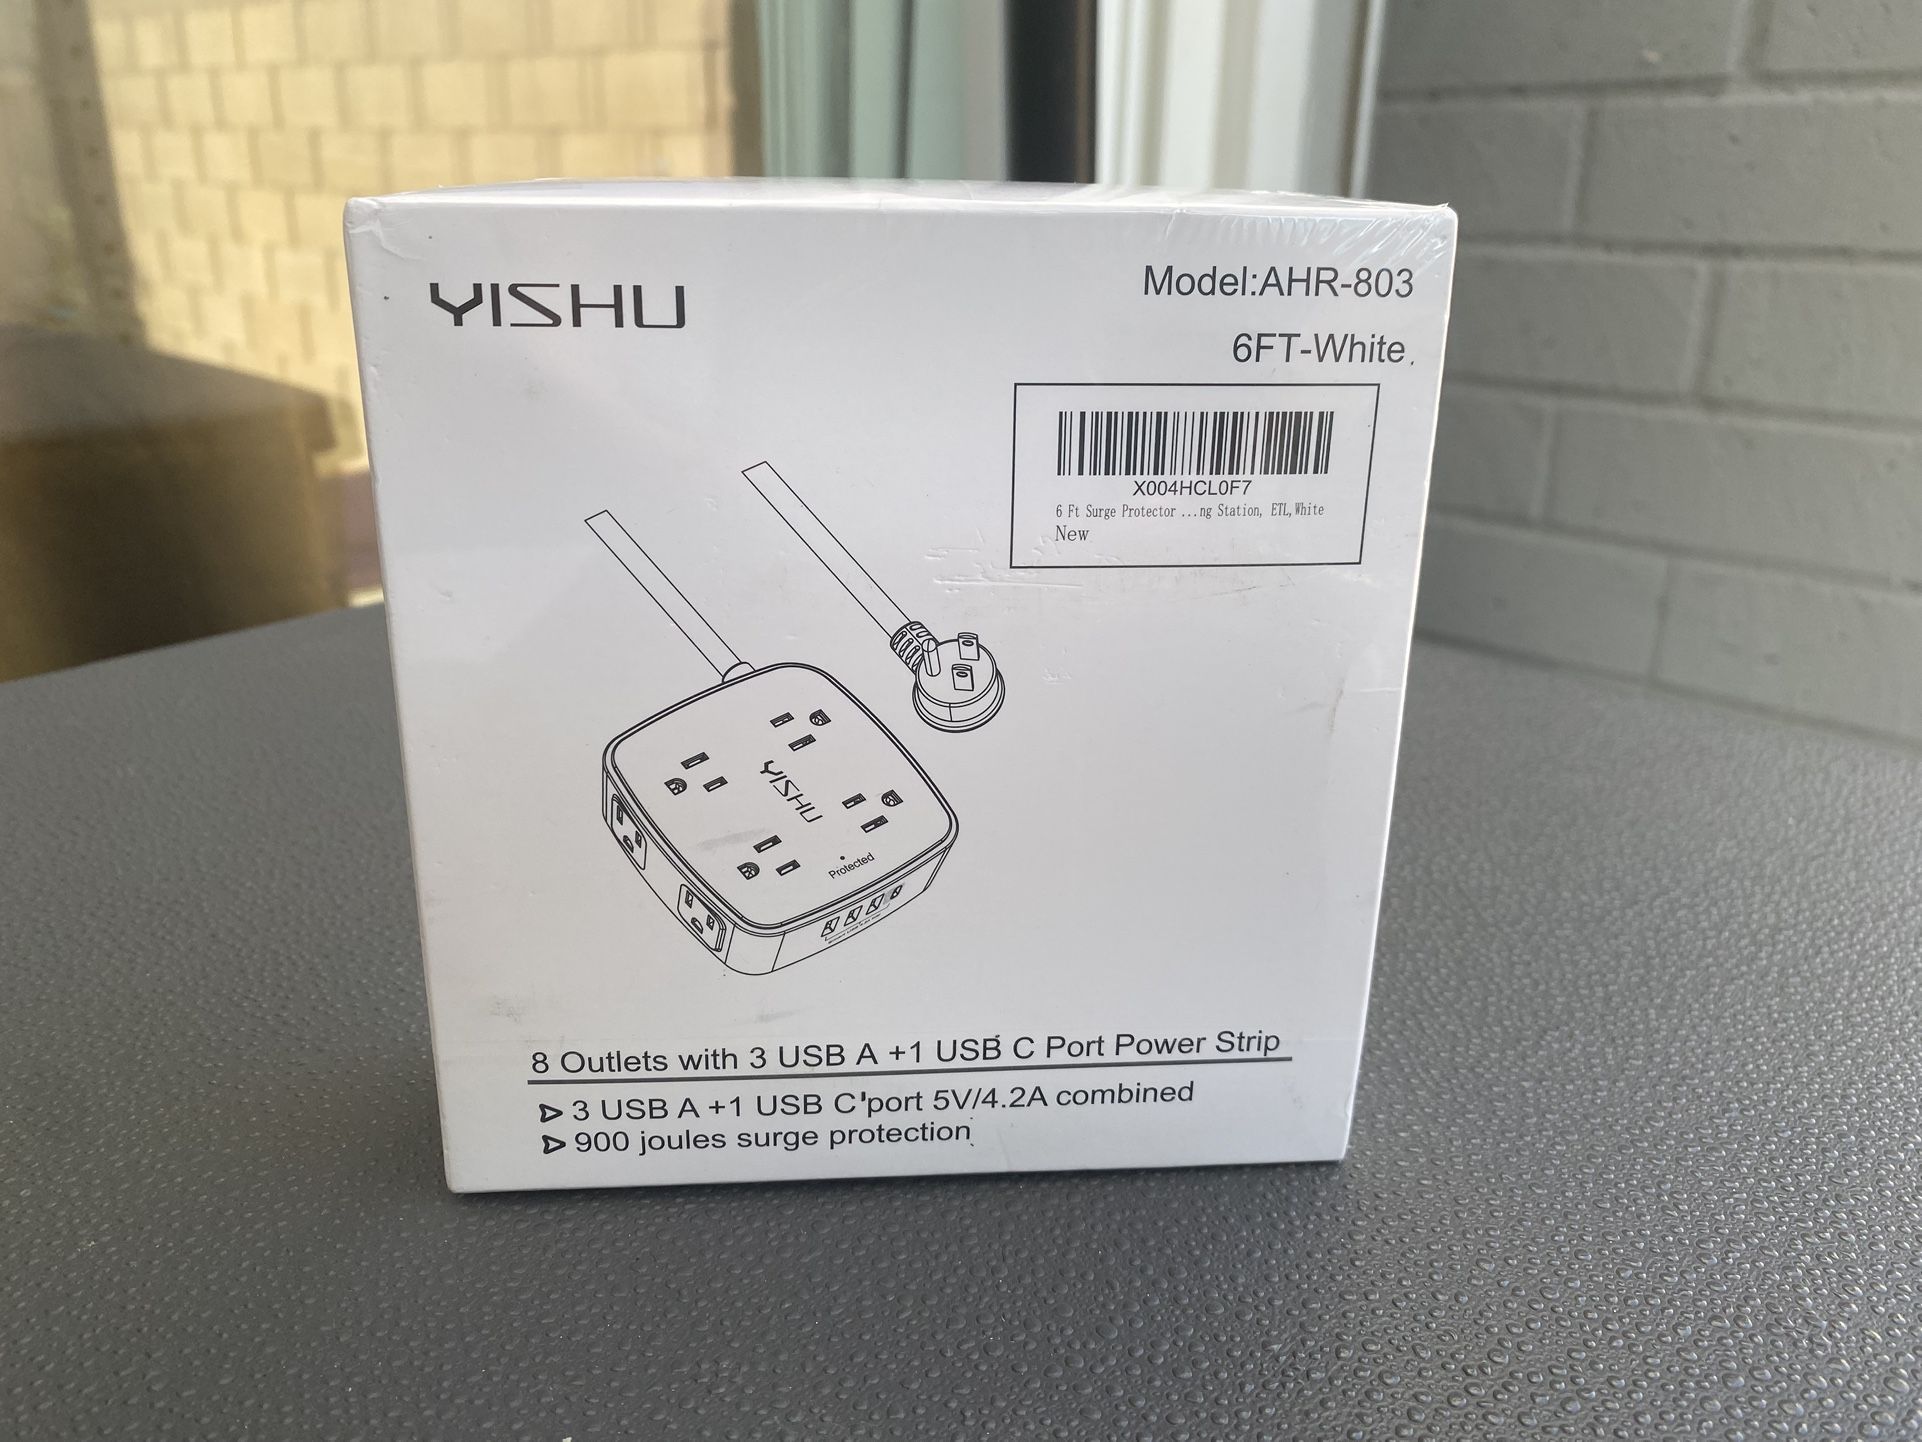 YISHU
Model:AHR-803
6FT-White
X004HCL0F7
6 Ft Surge Protector ...ng Station, ETL,White
New
YISHU
Protected
8 Outlets with 3 USB A +1 USB C Port Power Strip
3 USB A +1 USB C port 5V/4.2A combined
900 joules surge protection